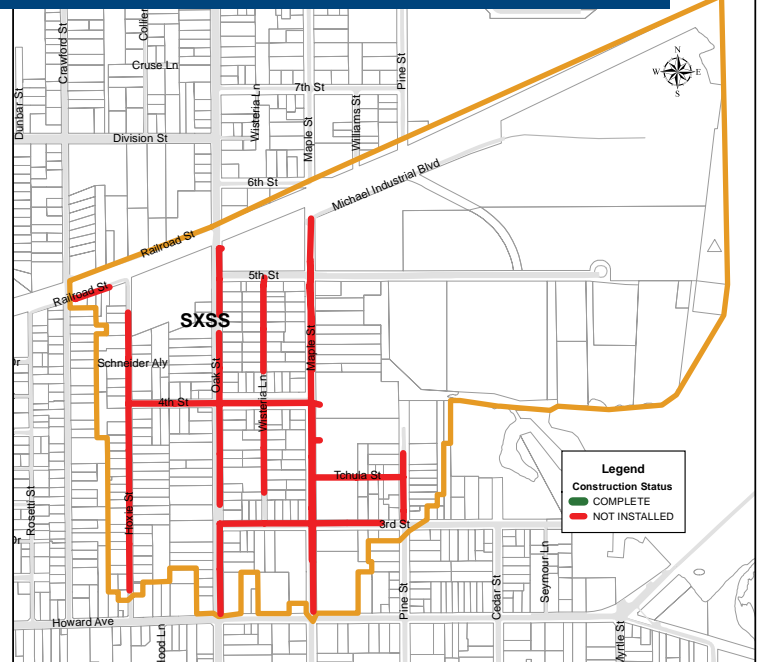 Collier
Crawford St
Cruse Ln
Dunbar St
Division St
7th St
Wisteria Ln
Maple St
Williams St
Pine St
N
W
E
S
6th St
Michael Industrial Blvd
Railroad St
5th St
Railroad St
SXSS
Schneider Aly
Oak St
Maple St
4th St
Wisteria Ln
Tchula St
3rd St
Hoxie St
Rosetti St
Howard Ave
Pine St
Cedar St
Seymour Ln
Legend
Construction Status
COMPLETE
NOT INSTALLED